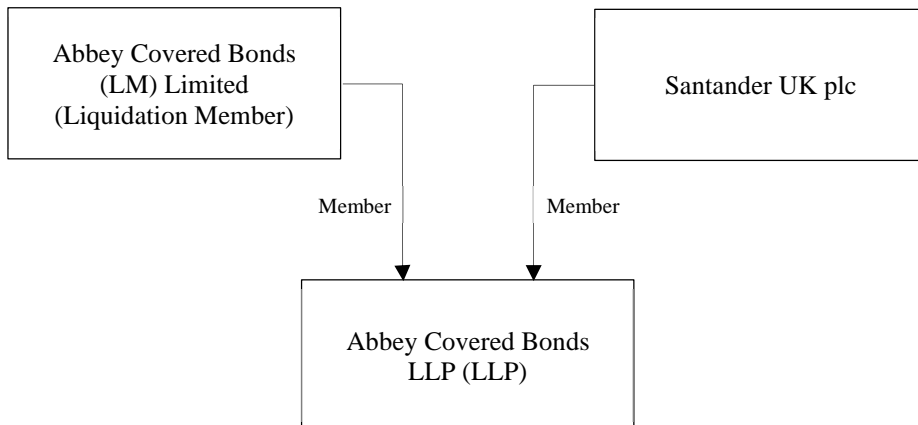 Abbey Covered Bonds
(LM) Limited
(Liquidation Member)
Santander UK plc
Member
Member
Abbey Covered Bonds
LLP (LLP)